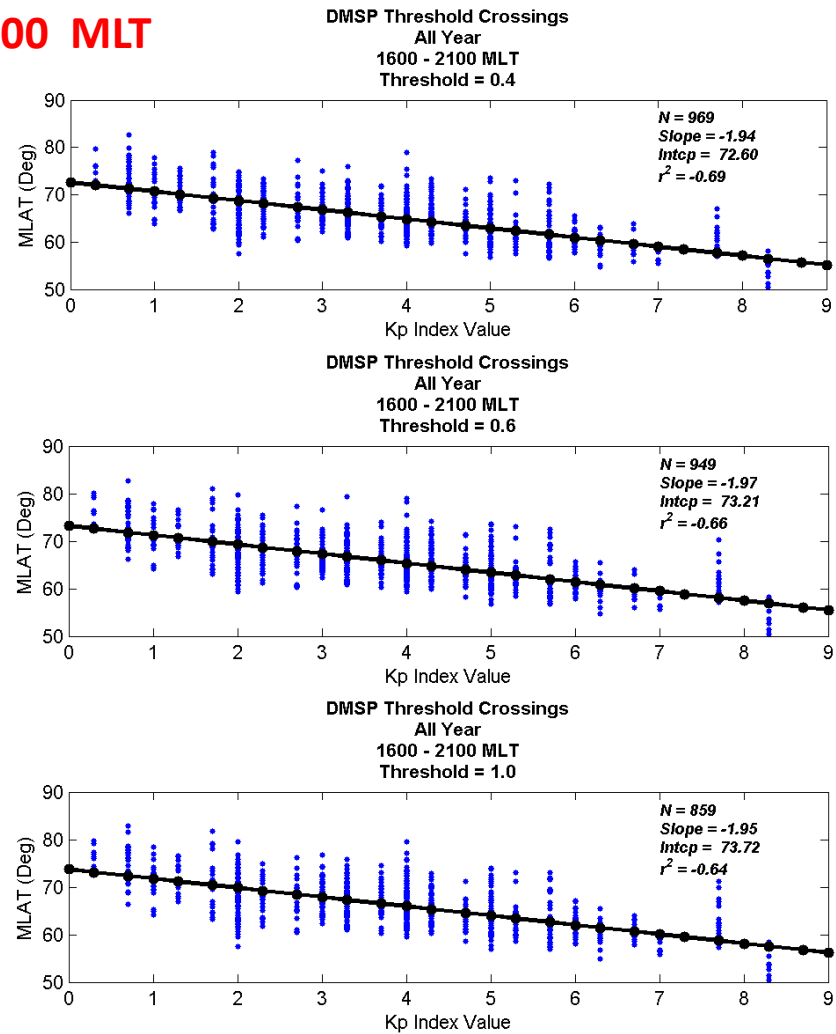 00 MLT
DMSP Threshold Crossings
All Year
1600 - 2100 MLT
Threshold = 0.4
90
80
70
60
50
MLAT (Deg)
N = 969
Slope = -1.94
Intcp = 72.60
r² = -0.69
0 1 2 3 4 5 6 7 8 9
Kp Index Value
DMSP Threshold Crossings
All Year
1600 - 2100 MLT
Threshold = 0.6
90
80
70
60
50
MLAT (Deg)
N = 949
Slope = -1.97
Intcp = 73.21
r² = -0.66
0 1 2 3 4 5 6 7 8 9
Kp Index Value
DMSP Threshold Crossings
All Year
1600 - 2100 MLT
Threshold = 1.0
90
80
70
60
50
MLAT (Deg)
N = 859
Slope = -1.95
Intcp = 73.72
r² = -0.64
0 1 2 3 4 5 6 7 8 9
Kp Index Value